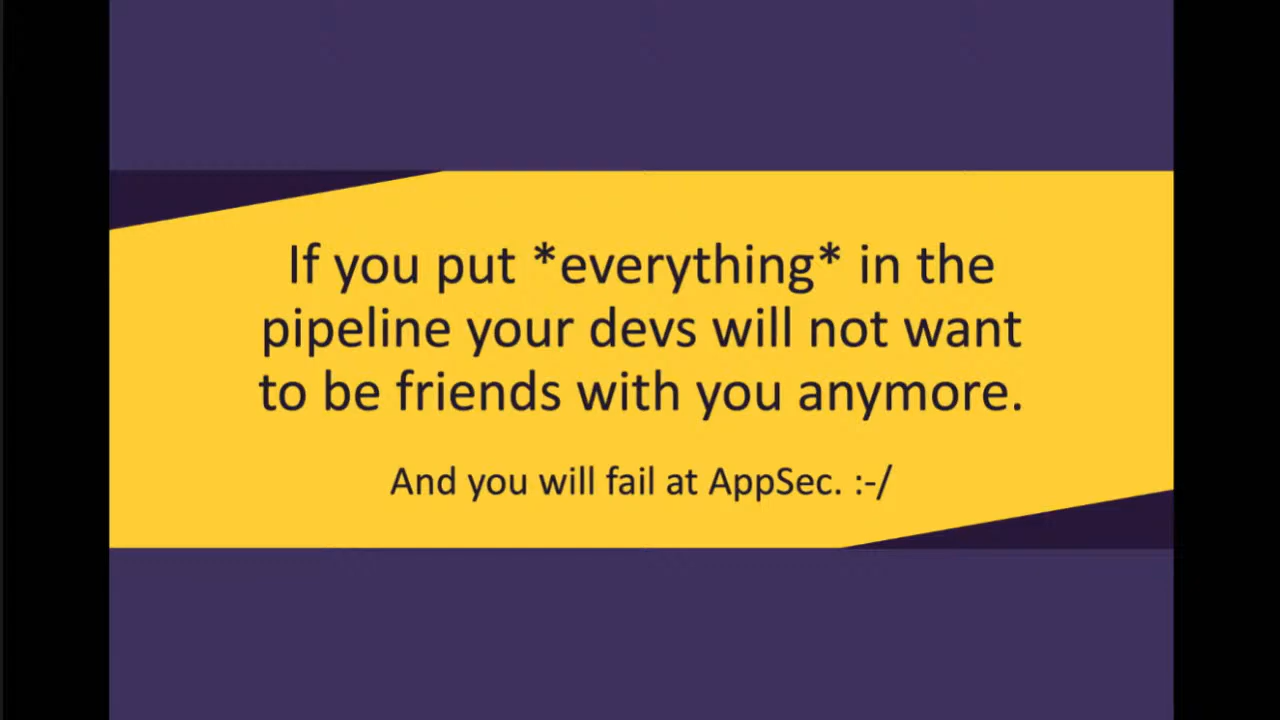 If you put *everything* in the
pipeline your devs will not want
to be friends with you anymore.
And you will fail at AppSec. :-/